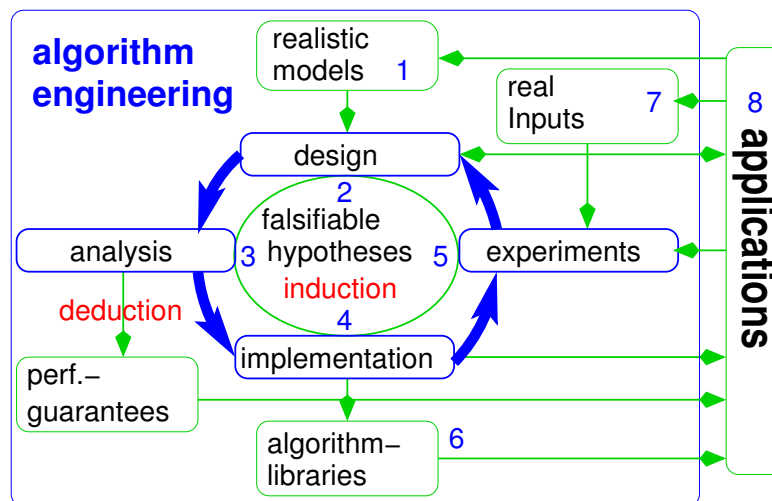 algorithm
engineering
realistic
models 1
real
Inputs 7
8
applications
design
2
falsifiable
hypotheses
induction
analysis
3
5
experiments
deduction
4
implementation
perf.–
guarantees
algorithm–
libraries
6